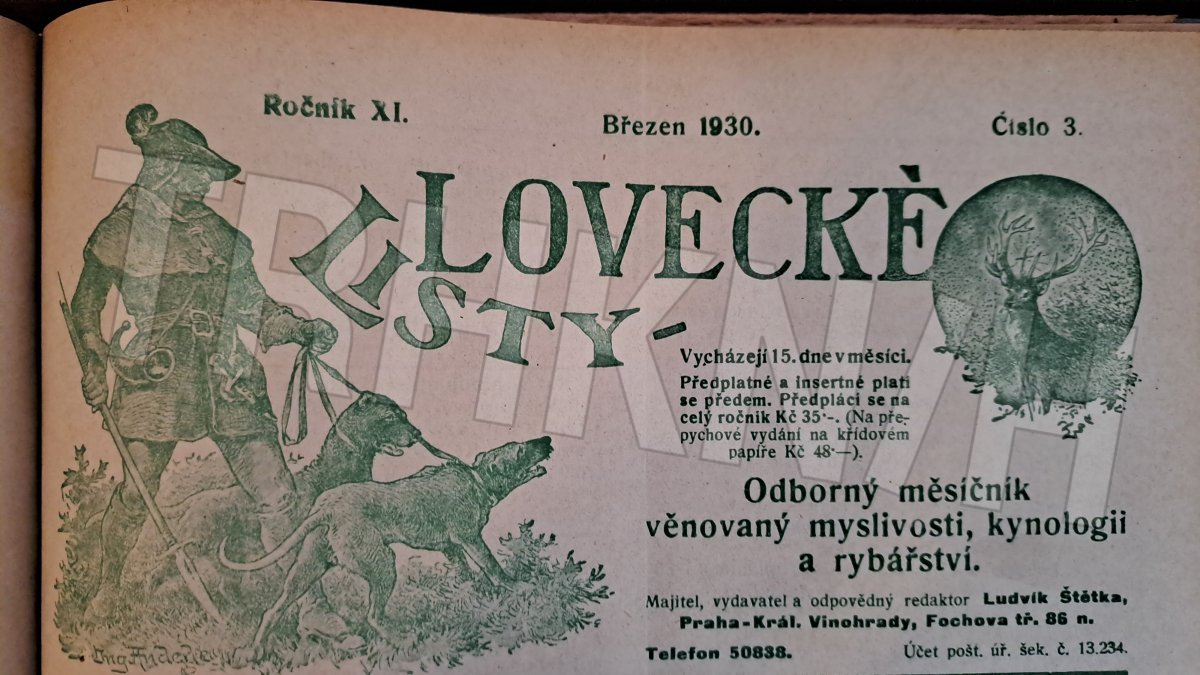 Ročník XI.
Březen 1930.
Číslo 3.
LOVECKÈ
LISTY-
Vycházejí 15. dne v měsíci.
Předplatné a insertné platí
se předem. Předplácí se na
celý ročník Kč 35·-. (Na pře-
pychové vydání na křídovém
papíře Kč 48·—).
Odborný měsíčník
věnovaný myslivosti, kynologii
a rybářství.
Majitel, vydavatel a odpovědný redaktor Ludvík Štětka,
Praha-Král. Vinohrady, Fochova tř. 86 n.
Telefon 50838.
Účet pošt. úř. šek. č. 13.234.